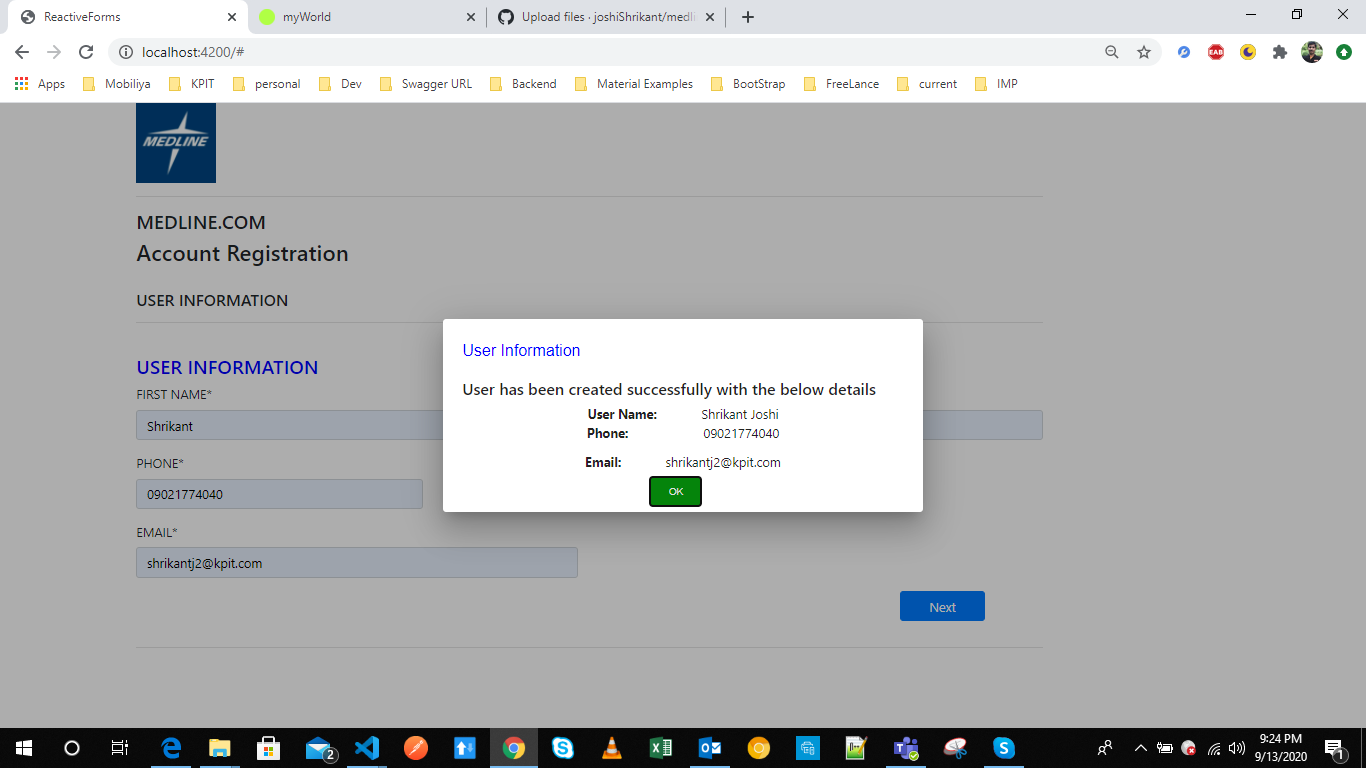 ReactiveForms
myWorld
Upload files · joshiShrikant/medli
localhost:4200/#
EAB
Apps
Mobiliya
KPIT
personal
Dev
Swagger URL
Backend
Material Examples
BootStrap
FreeLance
current
IMP
MEDLINE
MEDLINE.COM
Account Registration
USER INFORMATION
USER INFORMATION
FIRST NAME*
Shrikant
PHONE*
09021774040
EMAIL*
shrikantj2@kpit.com
Next
User Information
User has been created successfully with the below details
User Name: Shrikant Joshi
Phone: 09021774040
Email: shrikantj2@kpit.com
OK
2
9:24 PM
9/13/2020
1